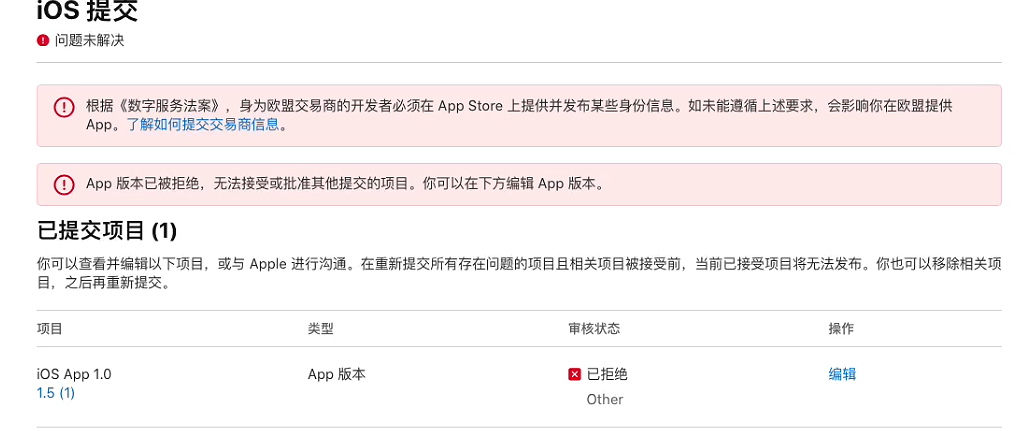 iOS 提交
问题未解决
根据《数字服务法案》，身为欧盟交易商的开发者必须在 App Store 上提供并发布某些身份信息。如未能遵循上述要求，会影响你在欧盟提供
App。了解如何提交交易商信息。
App 版本已被拒绝，无法接受或批准其他提交的项目。你可以在下方编辑 App 版本。
已提交项目 (1)
你可以查看并编辑以下项目，或与 Apple 进行沟通。在重新提交所有存在问题的项目且相关项目被接受前，当前已接受项目将无法发布。你也可以移除相关项
目，之后再重新提交。
项目 类型 审核状态 操作
iOS App 1.0 App 版本 已拒绝 编辑
1.5 (1)
Other